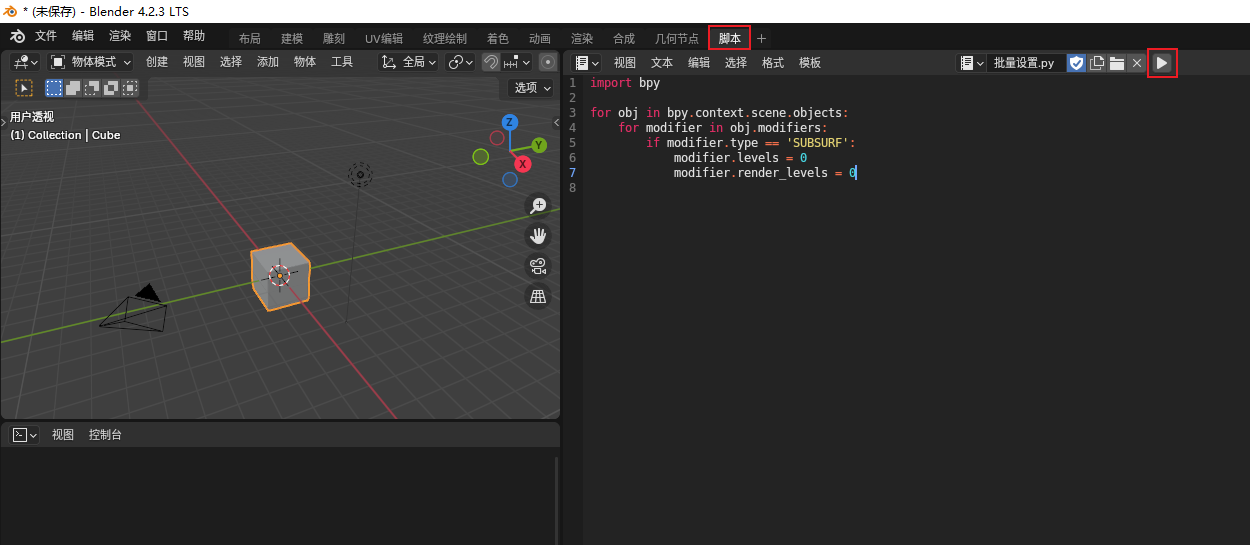 * (未保存) - Blender 4.2.3 LTS
文件 编辑 渲染 窗口 帮助 布局 建模 雕刻 UV编辑 纹理绘制 着色 动画 渲染 合成 几何节点 脚本 +
物体模式 视图 选择 添加 物体 工具 全局
创建 视图 文本 编辑 选择 格式 模板 批量设置.py
选项
用户透视
(1) Collection | Cube
Z
Y
X
1 import bpy
2
3 for obj in bpy.context.scene.objects:
4     for modifier in obj.modifiers:
5         if modifier.type == 'SUBSURF':
6             modifier.levels = 0
7             modifier.render_levels = 0
8
视图 控制台